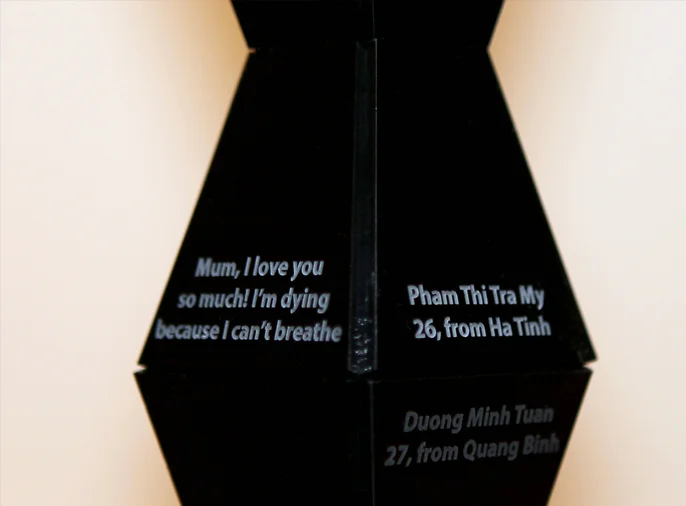 Mum, I love you
so much! I'm dying
because I can't breathe
Pham Thi Tra My
26, from Ha Tinh
Duong Minh Tuan
27, from Quang Binh